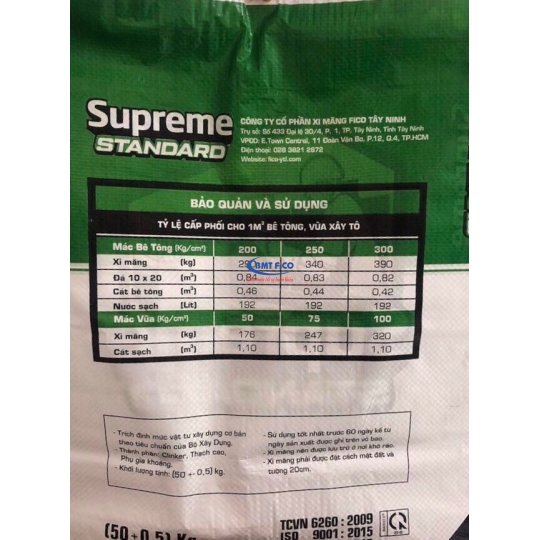 Supreme
STANDARD
CÔNG TY CỔ PHẦN XI MĂNG FICO TÂY NINH
Trụ sở: Số 433 Đại lộ 30/4, P. 1, TP, Tây Ninh, Tỉnh Tây Ninh
VPĐD: E.Town Central, 11 Đoàn Văn Bơ, P.12, Q.4, TP.HCM
Điện thoại: 028 3821 2872
Website: fico-ytl.com
BẢO QUẢN VÀ SỬ DỤNG
TỶ LỆ CẤP PHỐI CHO 1M³ BÊ TÔNG, VỮA XÂY TÔ
Mác Bê Tông (Kg/cm²) 200 250 300
Xi măng (kg) 340 390
Đá 10 x 20 (m³) 0,84 0,83 0,82
Cát bê tông (m³) 0,46 0,44 0,42
Nước sạch (Lít) 192 192 192
Mác Vữa (Kg/cm²) 50 75 100
Xi măng (kg) 176 247 320
Cát sạch (m³) 1,10 1,10 1,10
BMT FICO
- Trích định mức vật tư xây dựng cơ bản
theo tiêu chuẩn của Bộ Xây Dựng.
- Thành phần: Clinker, Thạch cao,
Phụ gia khoáng.
- Khối lượng tịnh: (50 +- 0,5) kg.
- Sử dụng tốt nhất trước 60 ngày kể từ
ngày sản xuất được ghi trên vỏ bao.
- Xi măng nên được lưu trữ ở nơi khô ráo.
- Xi măng phải được đặt cách mặt đất và
tường 20cm.
(50 ± 0,5) Kg
TCVN 6260 : 2009
ISO 9001 : 2015